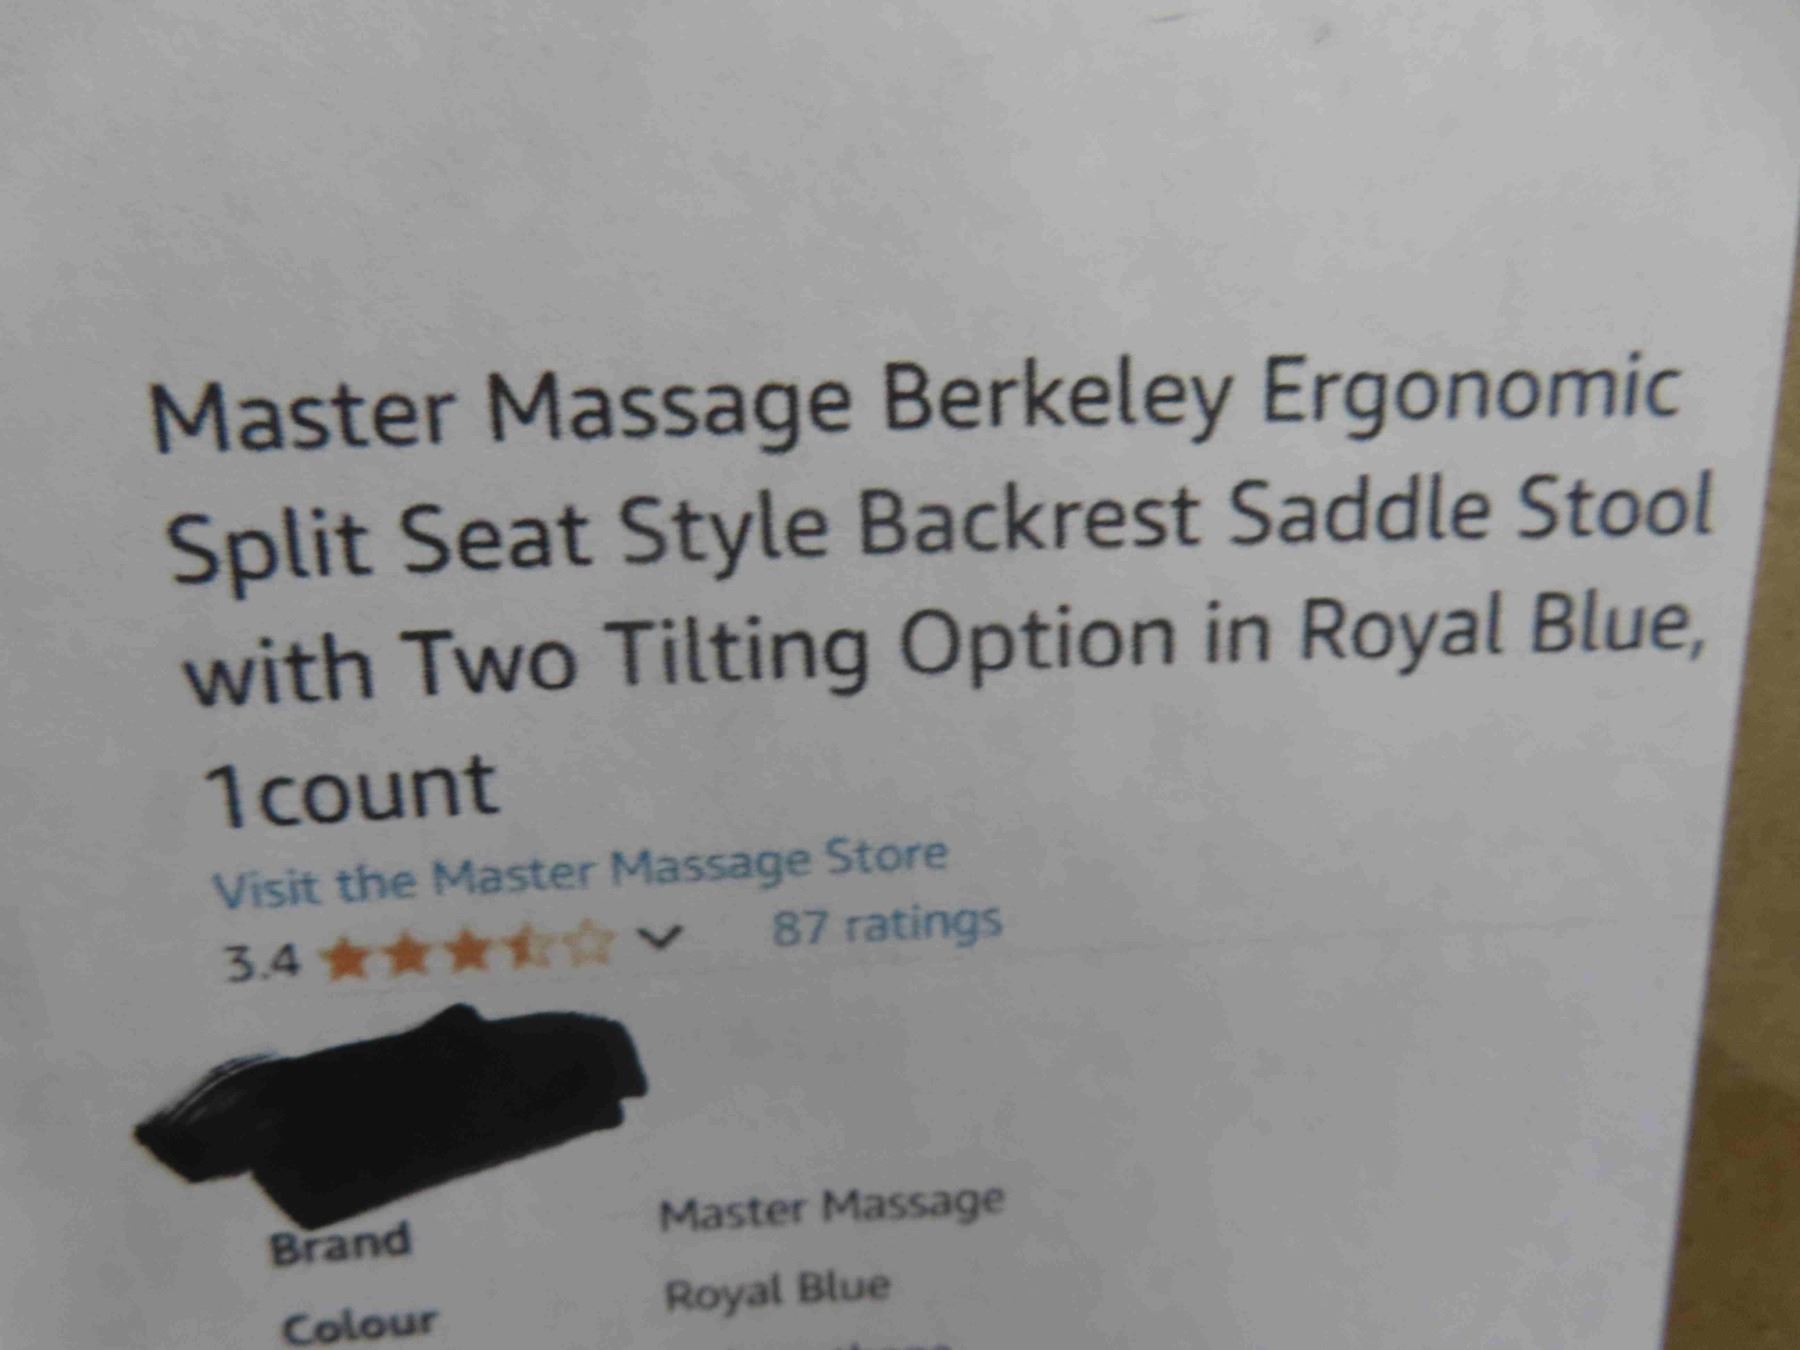 Master Massage Berkeley Ergonomic
Split Seat Style Backrest Saddle Stool
with Two Tilting Option in Royal Blue,
1count
Visit the Master Massage Store
3.4 87 ratings
Brand Master Massage
Colour Royal Blue